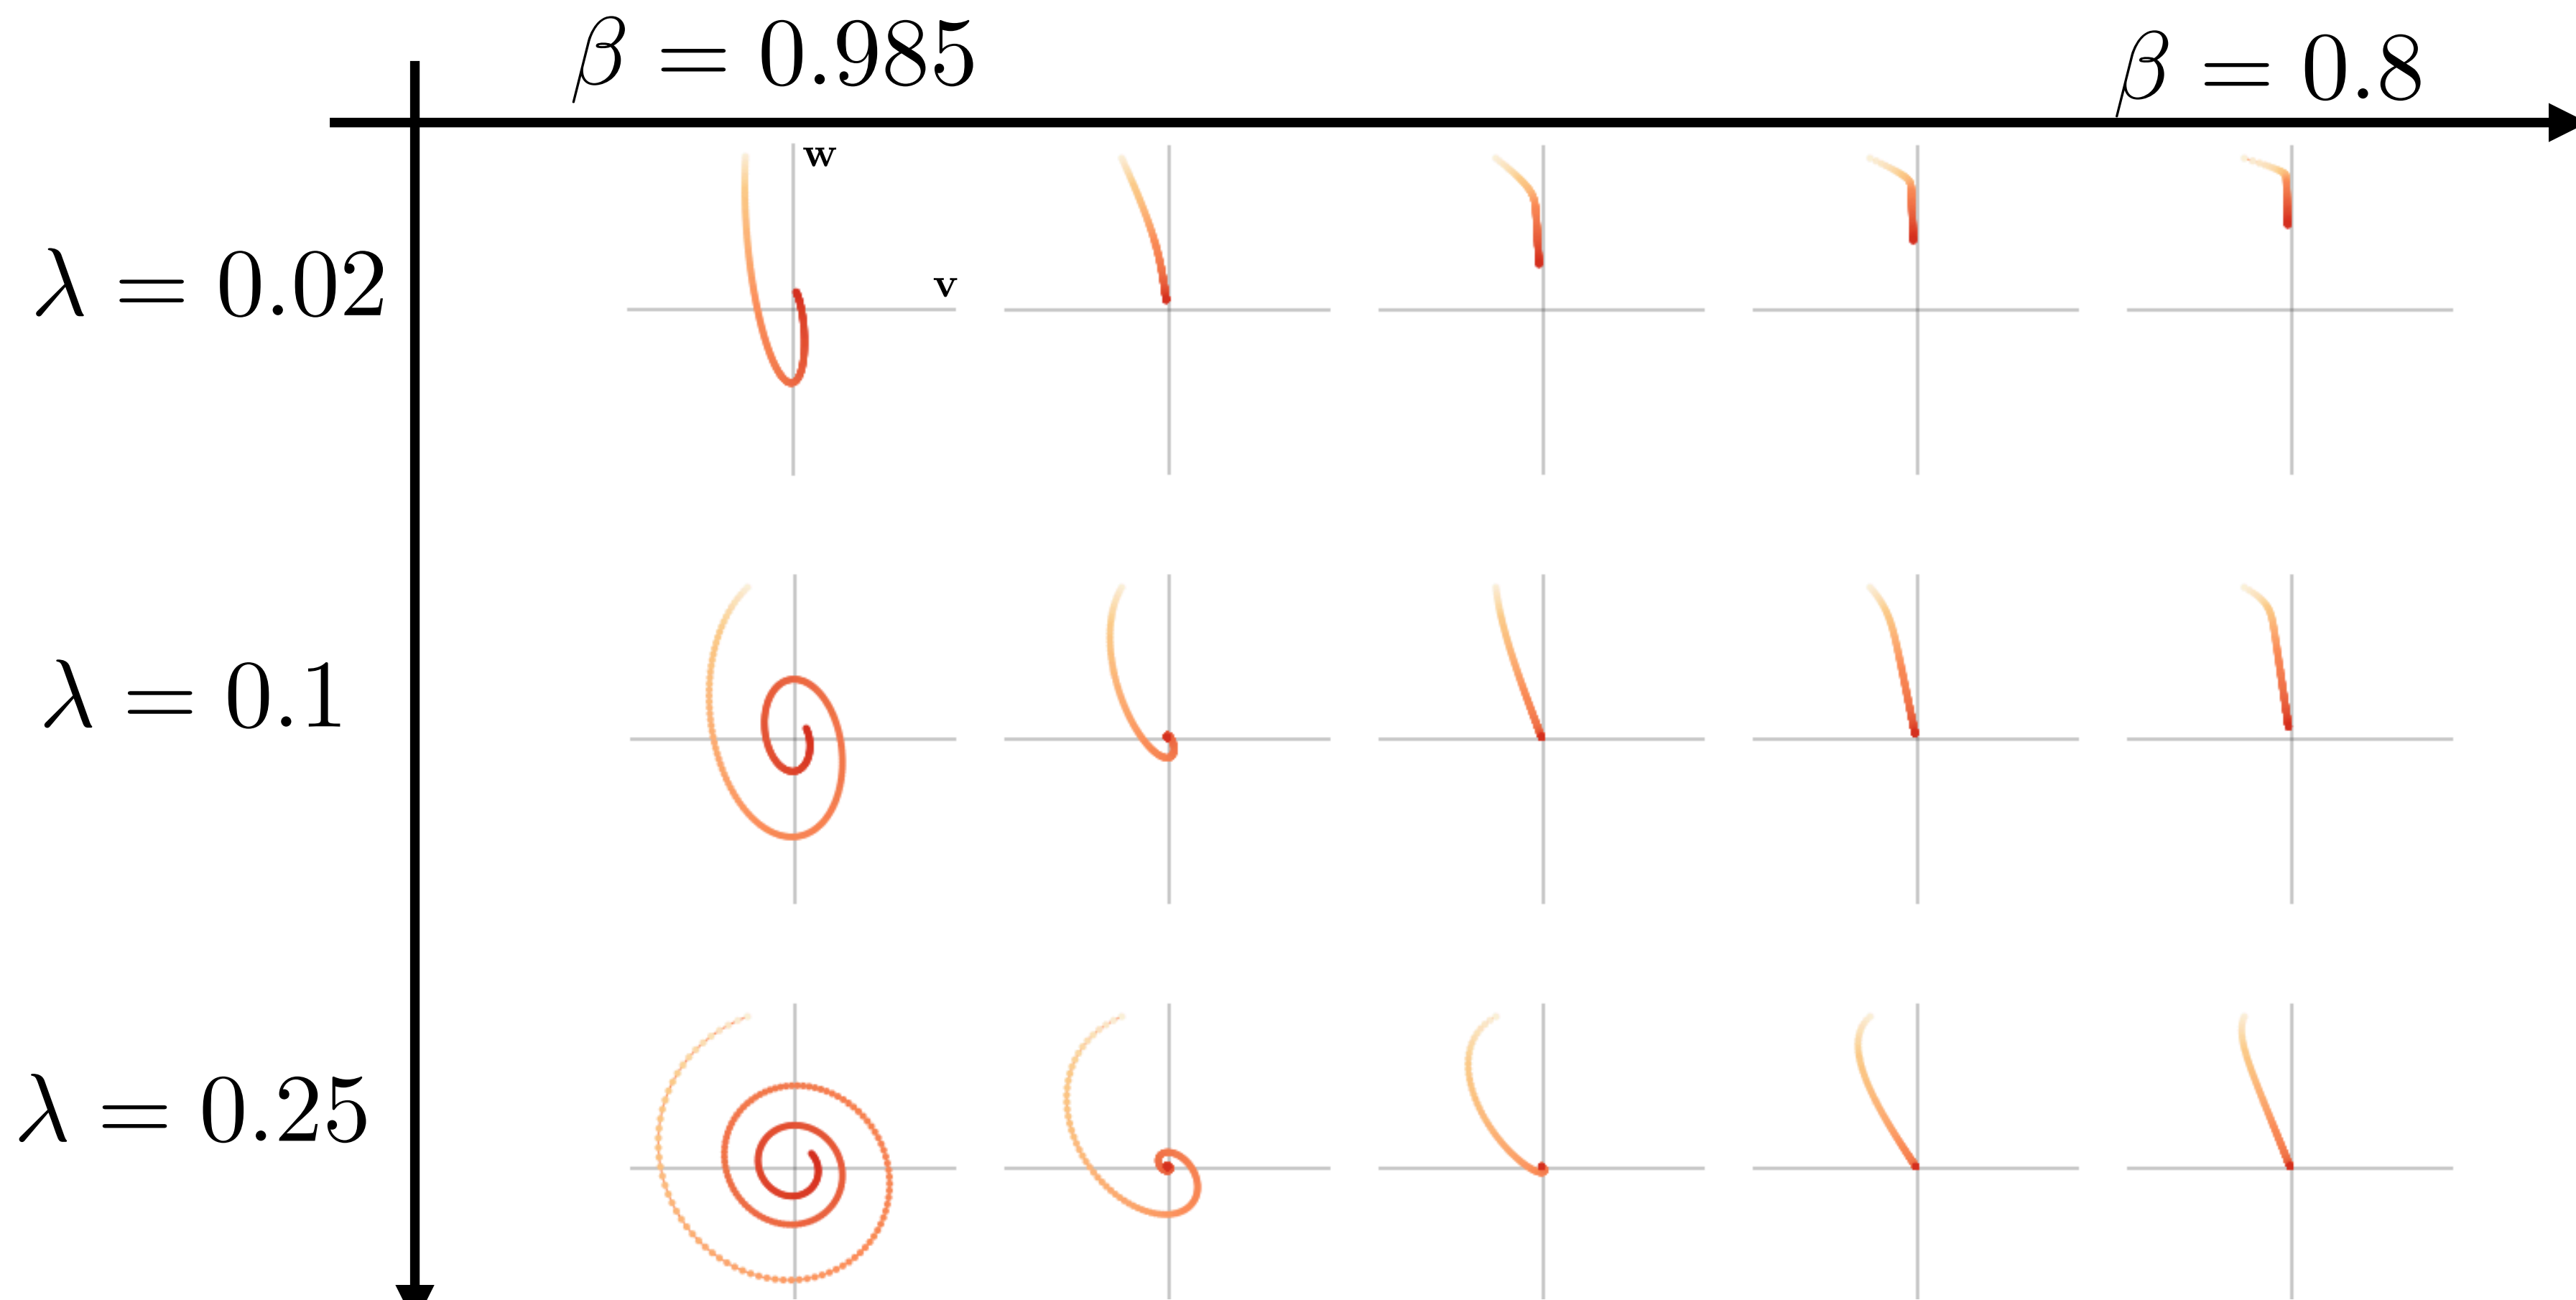 β = 0.985
β = 0.8
w
λ = 0.02
v
λ = 0.1
λ = 0.25